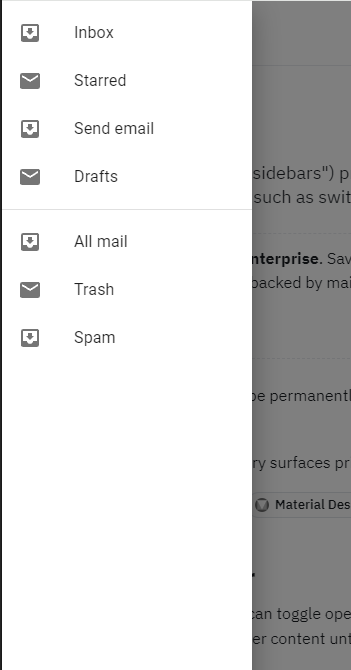 Inbox
Starred
Send email
Drafts
All mail
Trash
Spam
sidebars") p
such as swit
nterprise. Sav
backed by mai
be permanentl
ry surfaces pr
Material Des
can toggle ope
er content unt